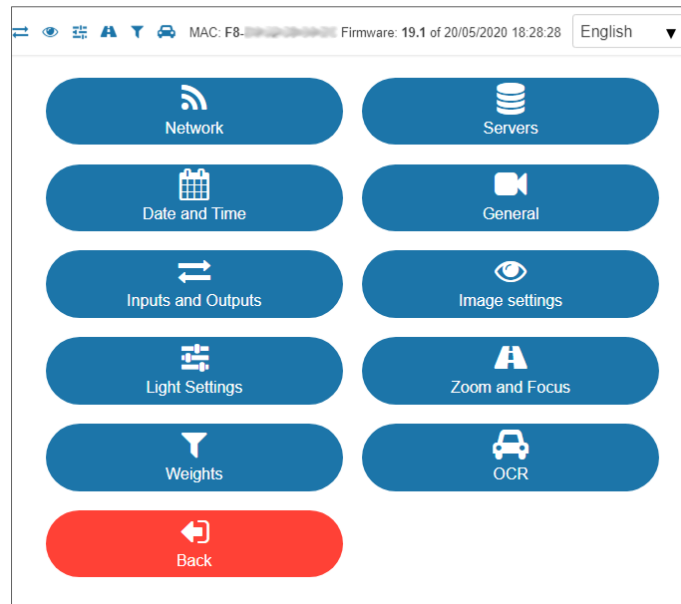 MAC: F8- Firmware: 19.1 of 20/05/2020 18:28:28 English
Network
Servers
Date and Time
General
Inputs and Outputs
Image settings
Light Settings
Zoom and Focus
Weights
OCR
Back